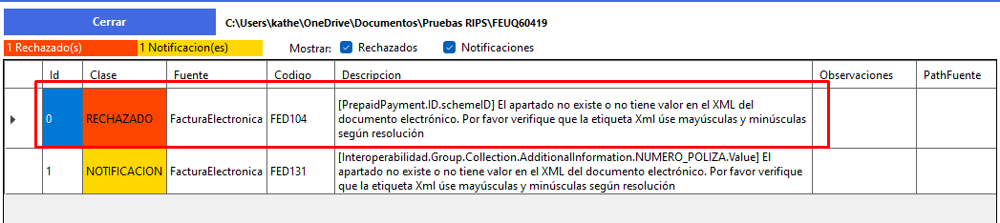 Cerrar
C:\Users\kathe\OneDrive\Documentos\Pruebas RIPS\FEUQ60419
1 Rechazado(s) 1 Notificacion(es) Mostrar: Rechazados Notificaciones
Id Clase Fuente Codigo Descripcion Observaciones PathFuente
[PrepaidPayment.ID.schemeID] El apartado no existe o no tiene valor en el XML del
0 RECHAZADO FacturaElectronica FED104 documento electrónico. Por favor verifique que la etiqueta Xml úse mayúsculas y minúsculas
según resolución
[Interoperabilidad.Group.Collection.AdditionalInformation.NUMERO_POLIZA.Value] El
1 NOTIFICACION FacturaElectronica FED131 apartado no existe o no tiene valor en el XML del documento electrónico. Por favor verifique
que la etiqueta Xml úse mayúsculas y minúsculas según resolución